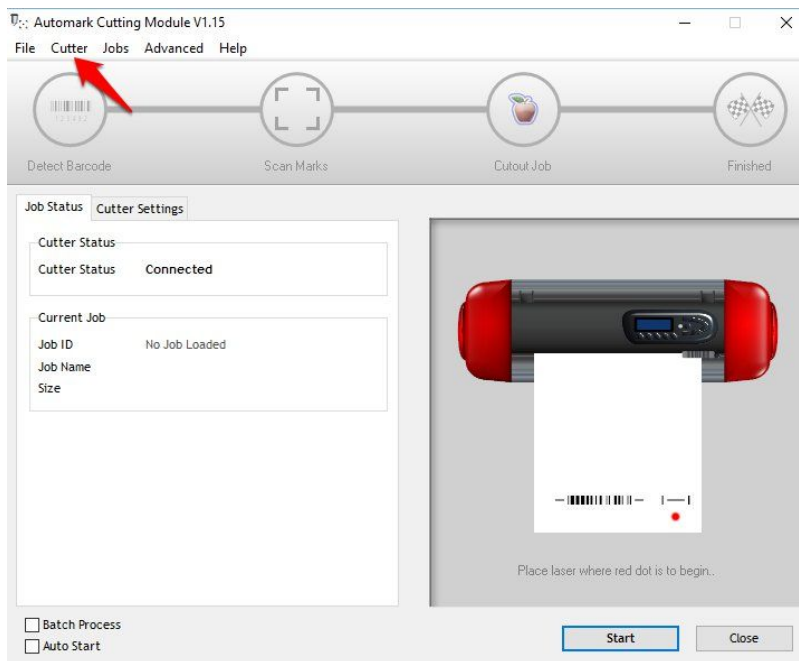 Automark Cutting Module V1.15
File Cutter Jobs Advanced Help
Detect Barcode Scan Marks Cutout Job Finished
Job Status Cutter Settings
Cutter Status
Cutter Status Connected
Current Job
Job ID No Job Loaded
Job Name
Size
Place laser where red dot is to begin..
Batch Process
Auto Start
Start Close